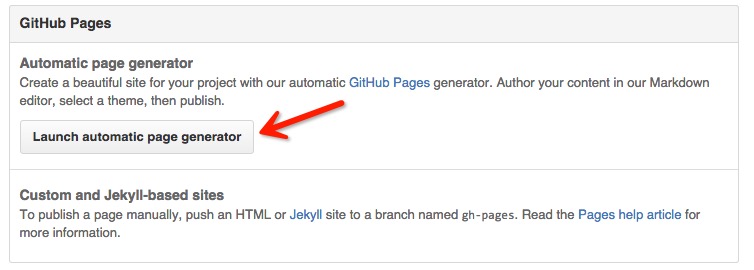 GitHub Pages
Automatic page generator
Create a beautiful site for your project with our automatic GitHub Pages generator. Author your content in our Markdown
editor, select a theme, then publish.
Launch automatic page generator
Custom and Jekyll-based sites
To publish a page manually, push an HTML or Jekyll site to a branch named gh-pages. Read the Pages help article for
more information.